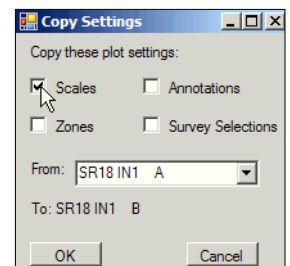 Copy Settings
Copy these plot settings:
Scales Annotations
Zones Survey Selections
From: SR18 IN1 A
To: SR18 IN1 B
OK Cancel